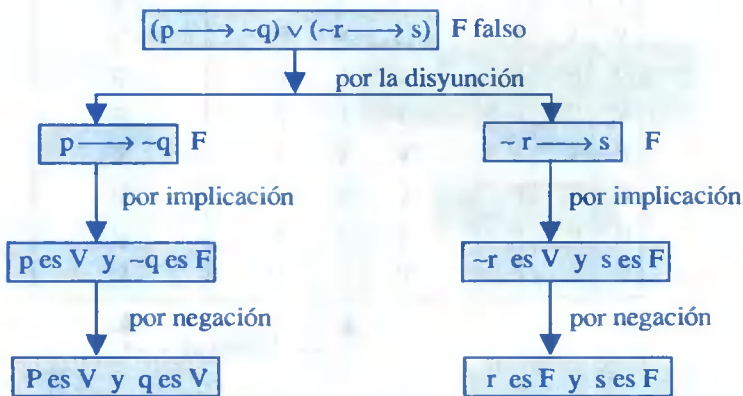 (p ⟶ ~q) ∨ (~r ⟶ s) F falso
por la disyunción
p ⟶ ~q F
~ r ⟶ s F
por implicación
por implicación
p es V y ~q es F
~r es V y s es F
por negación
por negación
P es V y q es V
r es F y s es F